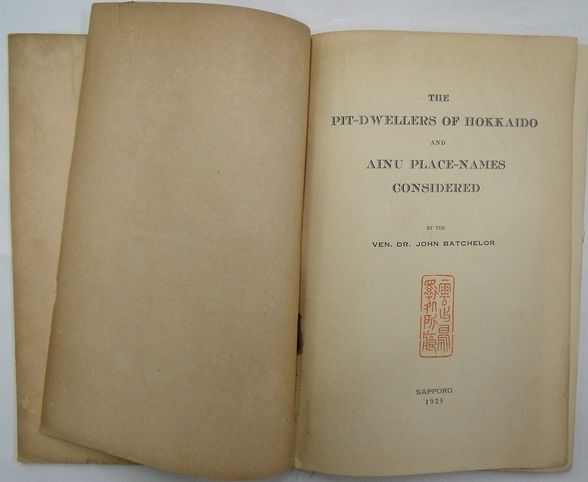 THE
PIT-DWELLERS OF HOKKAIDO
AND
AINU PLACE-NAMES
CONSIDERED
BY THE
VEN. DR. JOHN BATCHELOR
SAPPORO
1925